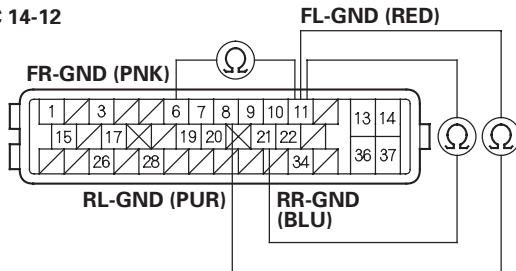 C 14-12
FL-GND (RED)
Ω
FR-GND (PNK)
1 3 6 7 8 9 10 11 13 14
Ω Ω
15 17 19 20 21 22
26 28 34 36 37
RL-GND (PUR)
RR-GND
(BLU)